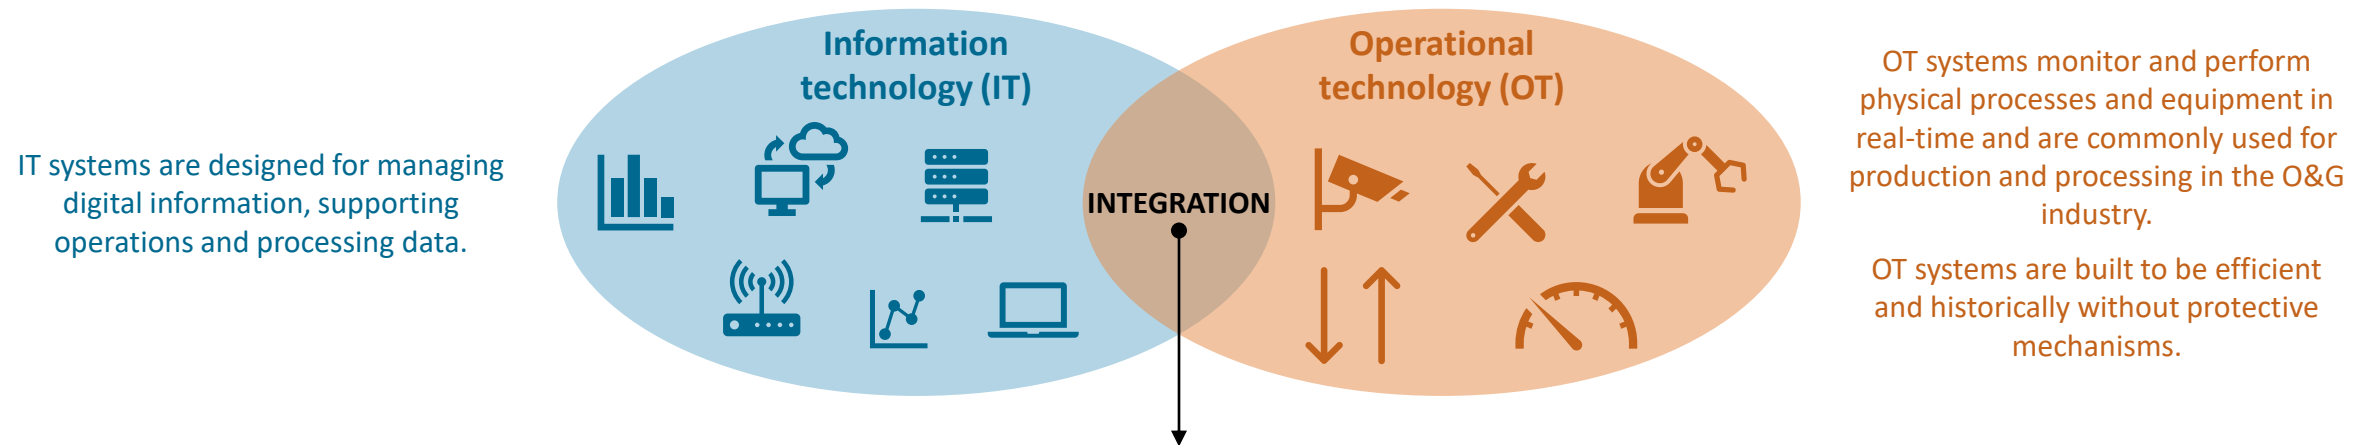 IT systems are designed for managing
digital information, supporting
operations and processing data.
Information
technology (IT)
INTEGRATION
Operational
technology (OT)
OT systems monitor and perform
physical processes and equipment in
real-time and are commonly used for
production and processing in the O&G
industry.
OT systems are built to be efficient
and historically without protective
mechanisms.